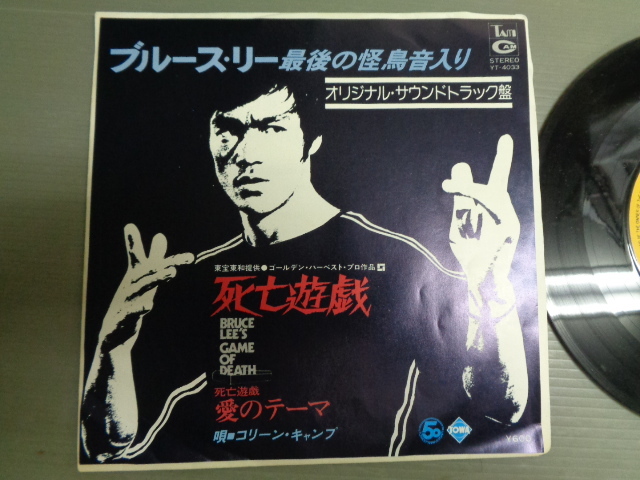 ブルース・リー最後の怪鳥音入り
TAM
CAM
STEREO
YT-4033
オリジナル・サウンドトラック盤
東宝東和提供●ゴールデン・ハーベスト・プロ作品
死亡遊戯
BRUCE
LEE'S
GAME
OF
DEATH
死亡遊戯
愛のテーマ
唄■コリーン・キャンプ
50
TOWA
¥600